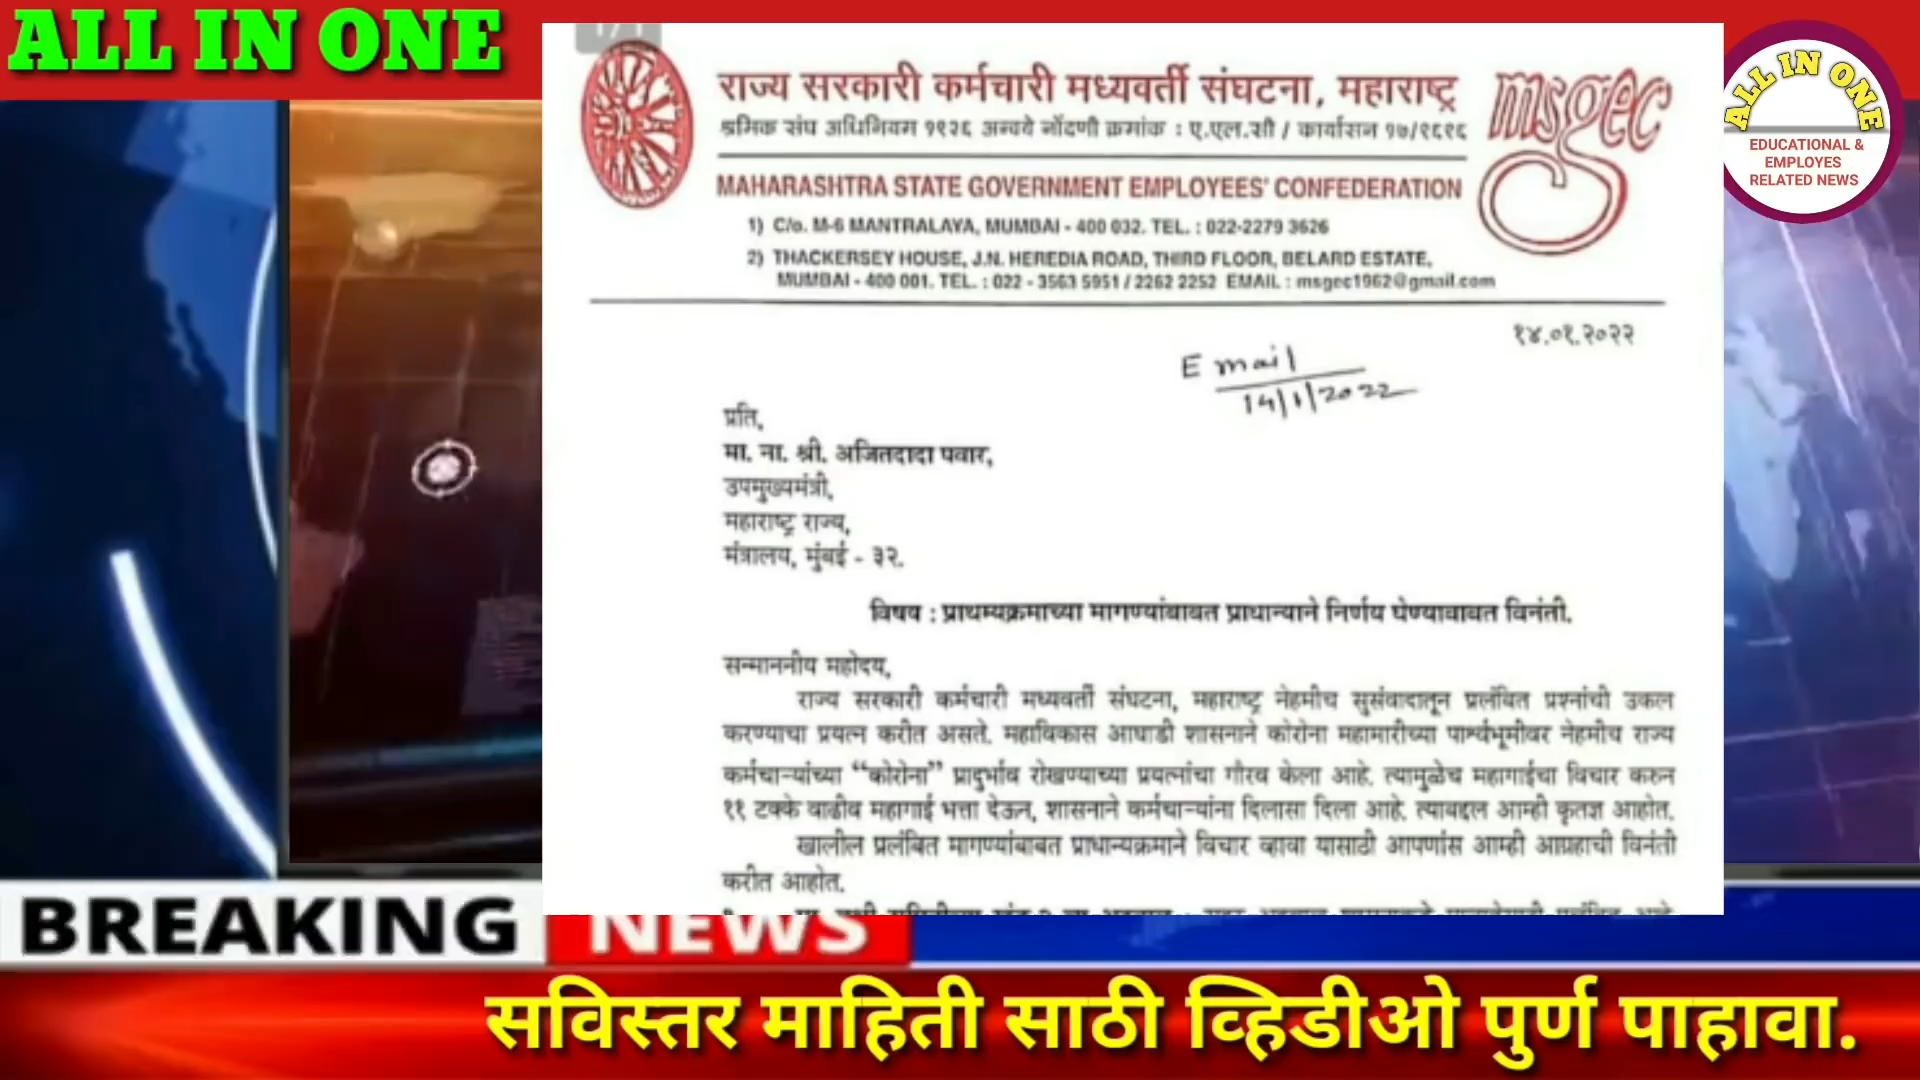 ALL IN ONE
राज्य सरकारी कर्मचारी मध्यवर्ती संघटना, महाराष्ट्र
श्रमिक संघ अधिनियम १९२६ अन्वये नोंदणी क्रमांक : ए.एल.सी / कार्यासन १७/९६१६
msgec
MAHARASHTRA STATE GOVERNMENT EMPLOYEES' CONFEDERATION
1) C/o. M-6 MANTRALAYA, MUMBAI - 400 032. TEL. : 022-2279 3626
2) THACKERSEY HOUSE, J.N. HEREDIA ROAD, THIRD FLOOR, BELARD ESTATE,
MUMBAI - 400 001. TEL. : 022 - 3563 5951 / 2262 2252 EMAIL : msgec1962@gmail.com
ALL IN ONE
EDUCATIONAL &
EMPLOYES
RELATED NEWS
१४.०१.२०२२
E mail
14/1/2022
प्रति,
मा. ना. श्री. अजितदादा पवार,
उपमुख्यमंत्री,
महाराष्ट्र राज्य,
मंत्रालय, मुंबई - ३२.
विषय : प्राथम्यक्रमाच्या मागण्यांबाबत प्राधान्याने निर्णय घेण्याबाबत विनंती.
सन्माननीय महोदय,
राज्य सरकारी कर्मचारी मध्यवर्ती संघटना, महाराष्ट्र नेहमीच सुसंवादातून प्रलंबित प्रश्नांची उकल
करण्याचा प्रयत्न करीत असते. महाविकास आघाडी शासनाने कोरोना महामारीच्या पार्श्वभूमीवर नेहमीच राज्य
कर्मचाऱ्यांच्या “कोरोना” प्रादुर्भाव रोखण्याच्या प्रयत्नांचा गौरव केला आहे. त्यामुळेच महागाईचा विचार करुन
११ टक्के वाढीव महागाई भत्ता देऊन, शासनाने कर्मचाऱ्यांना दिलासा दिला आहे. त्याबद्दल आम्ही कृतज्ञ आहोत.
खालील प्रलंबित मागण्यांबाबत प्राधान्यक्रमाने विचार व्हावा यासाठी आपणांस आम्ही आग्रहाची विनंती
करीत आहोत.
BREAKING NEWS
सविस्तर माहिती साठी व्हिडीओ पुर्ण पाहावा.